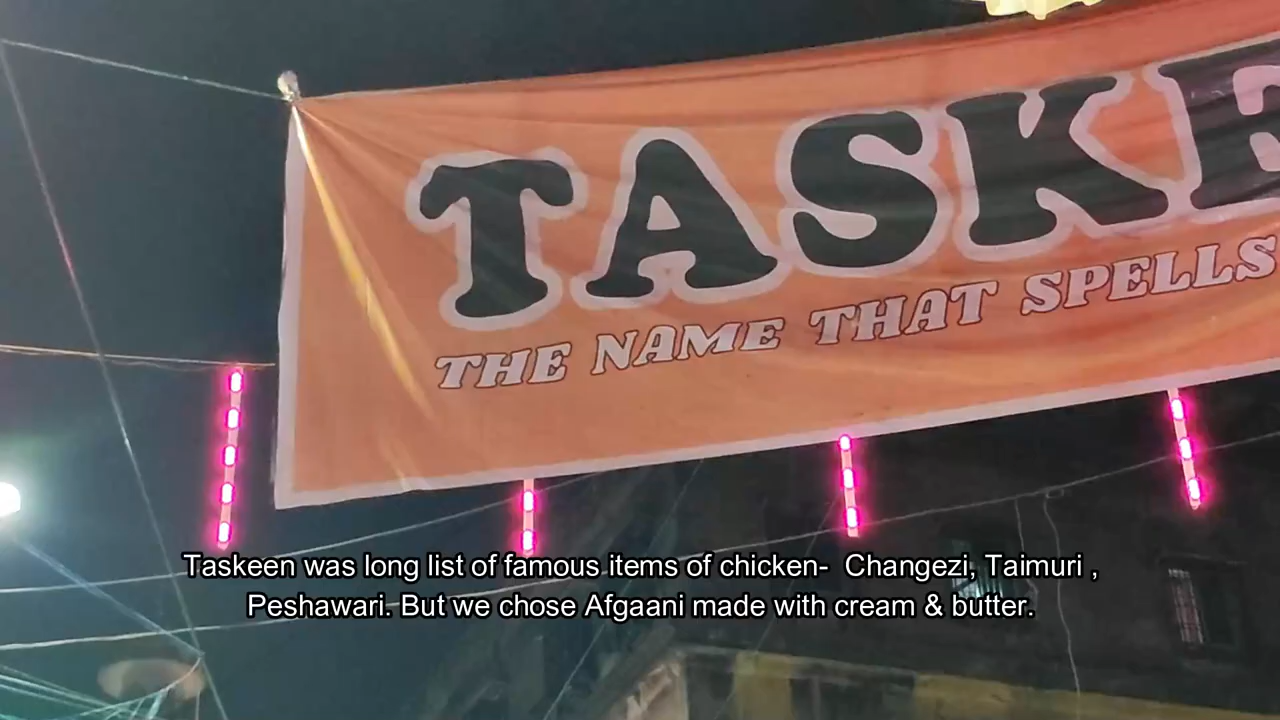 TASKE
THE NAME THAT SPELLS
Taskeen was long list of famous items of chicken-  Changezi, Taimuri ,
Peshawari. But we chose Afgaani made with cream & butter.